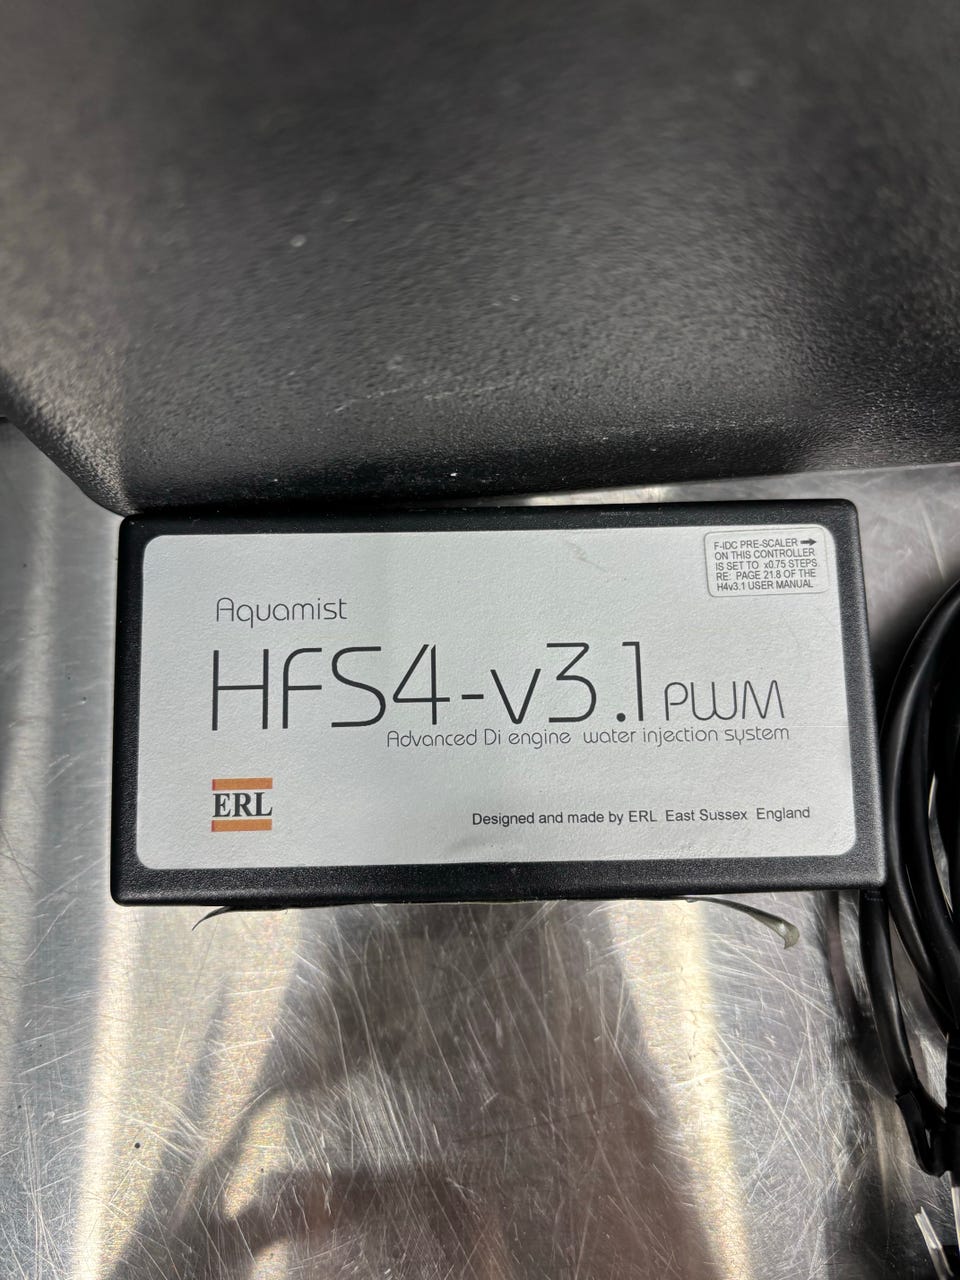 F-IDC PRE-SCALER ➞
ON THIS CONTROLLER
IS SET TO x0.75 STEPS.
RE: PAGE 21.8 OF THE
H4v3.1 USER MANUAL
Aquamist
HFS4-v3.1 PWM
Advanced Di engine water injection system
ERL
Designed and made by ERL East Sussex England